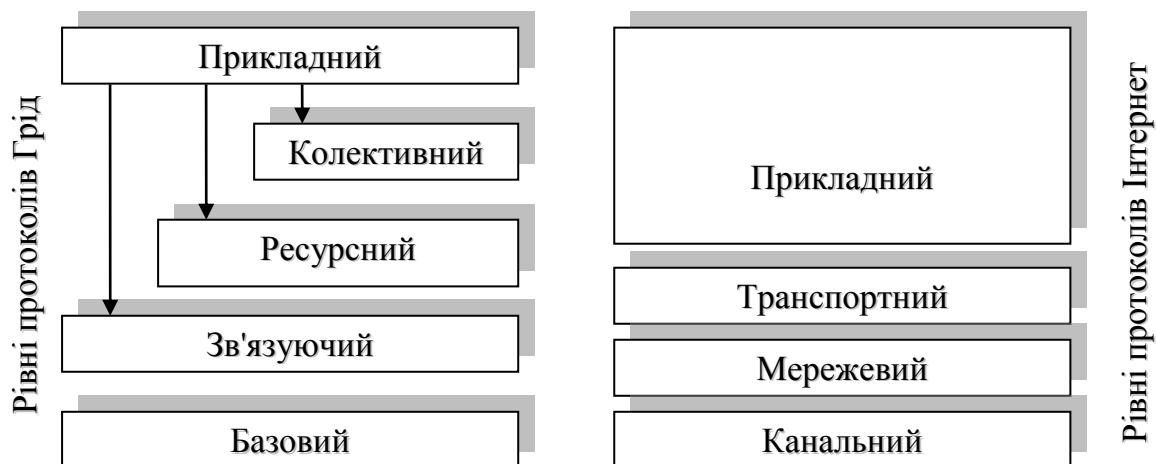 Рівні протоколів Грід
Прикладний
Колективний
Ресурсний
Зв'язуючий
Базовий
Прикладний
Транспортний
Мережевий
Канальний
Рівні протоколів Інтернет